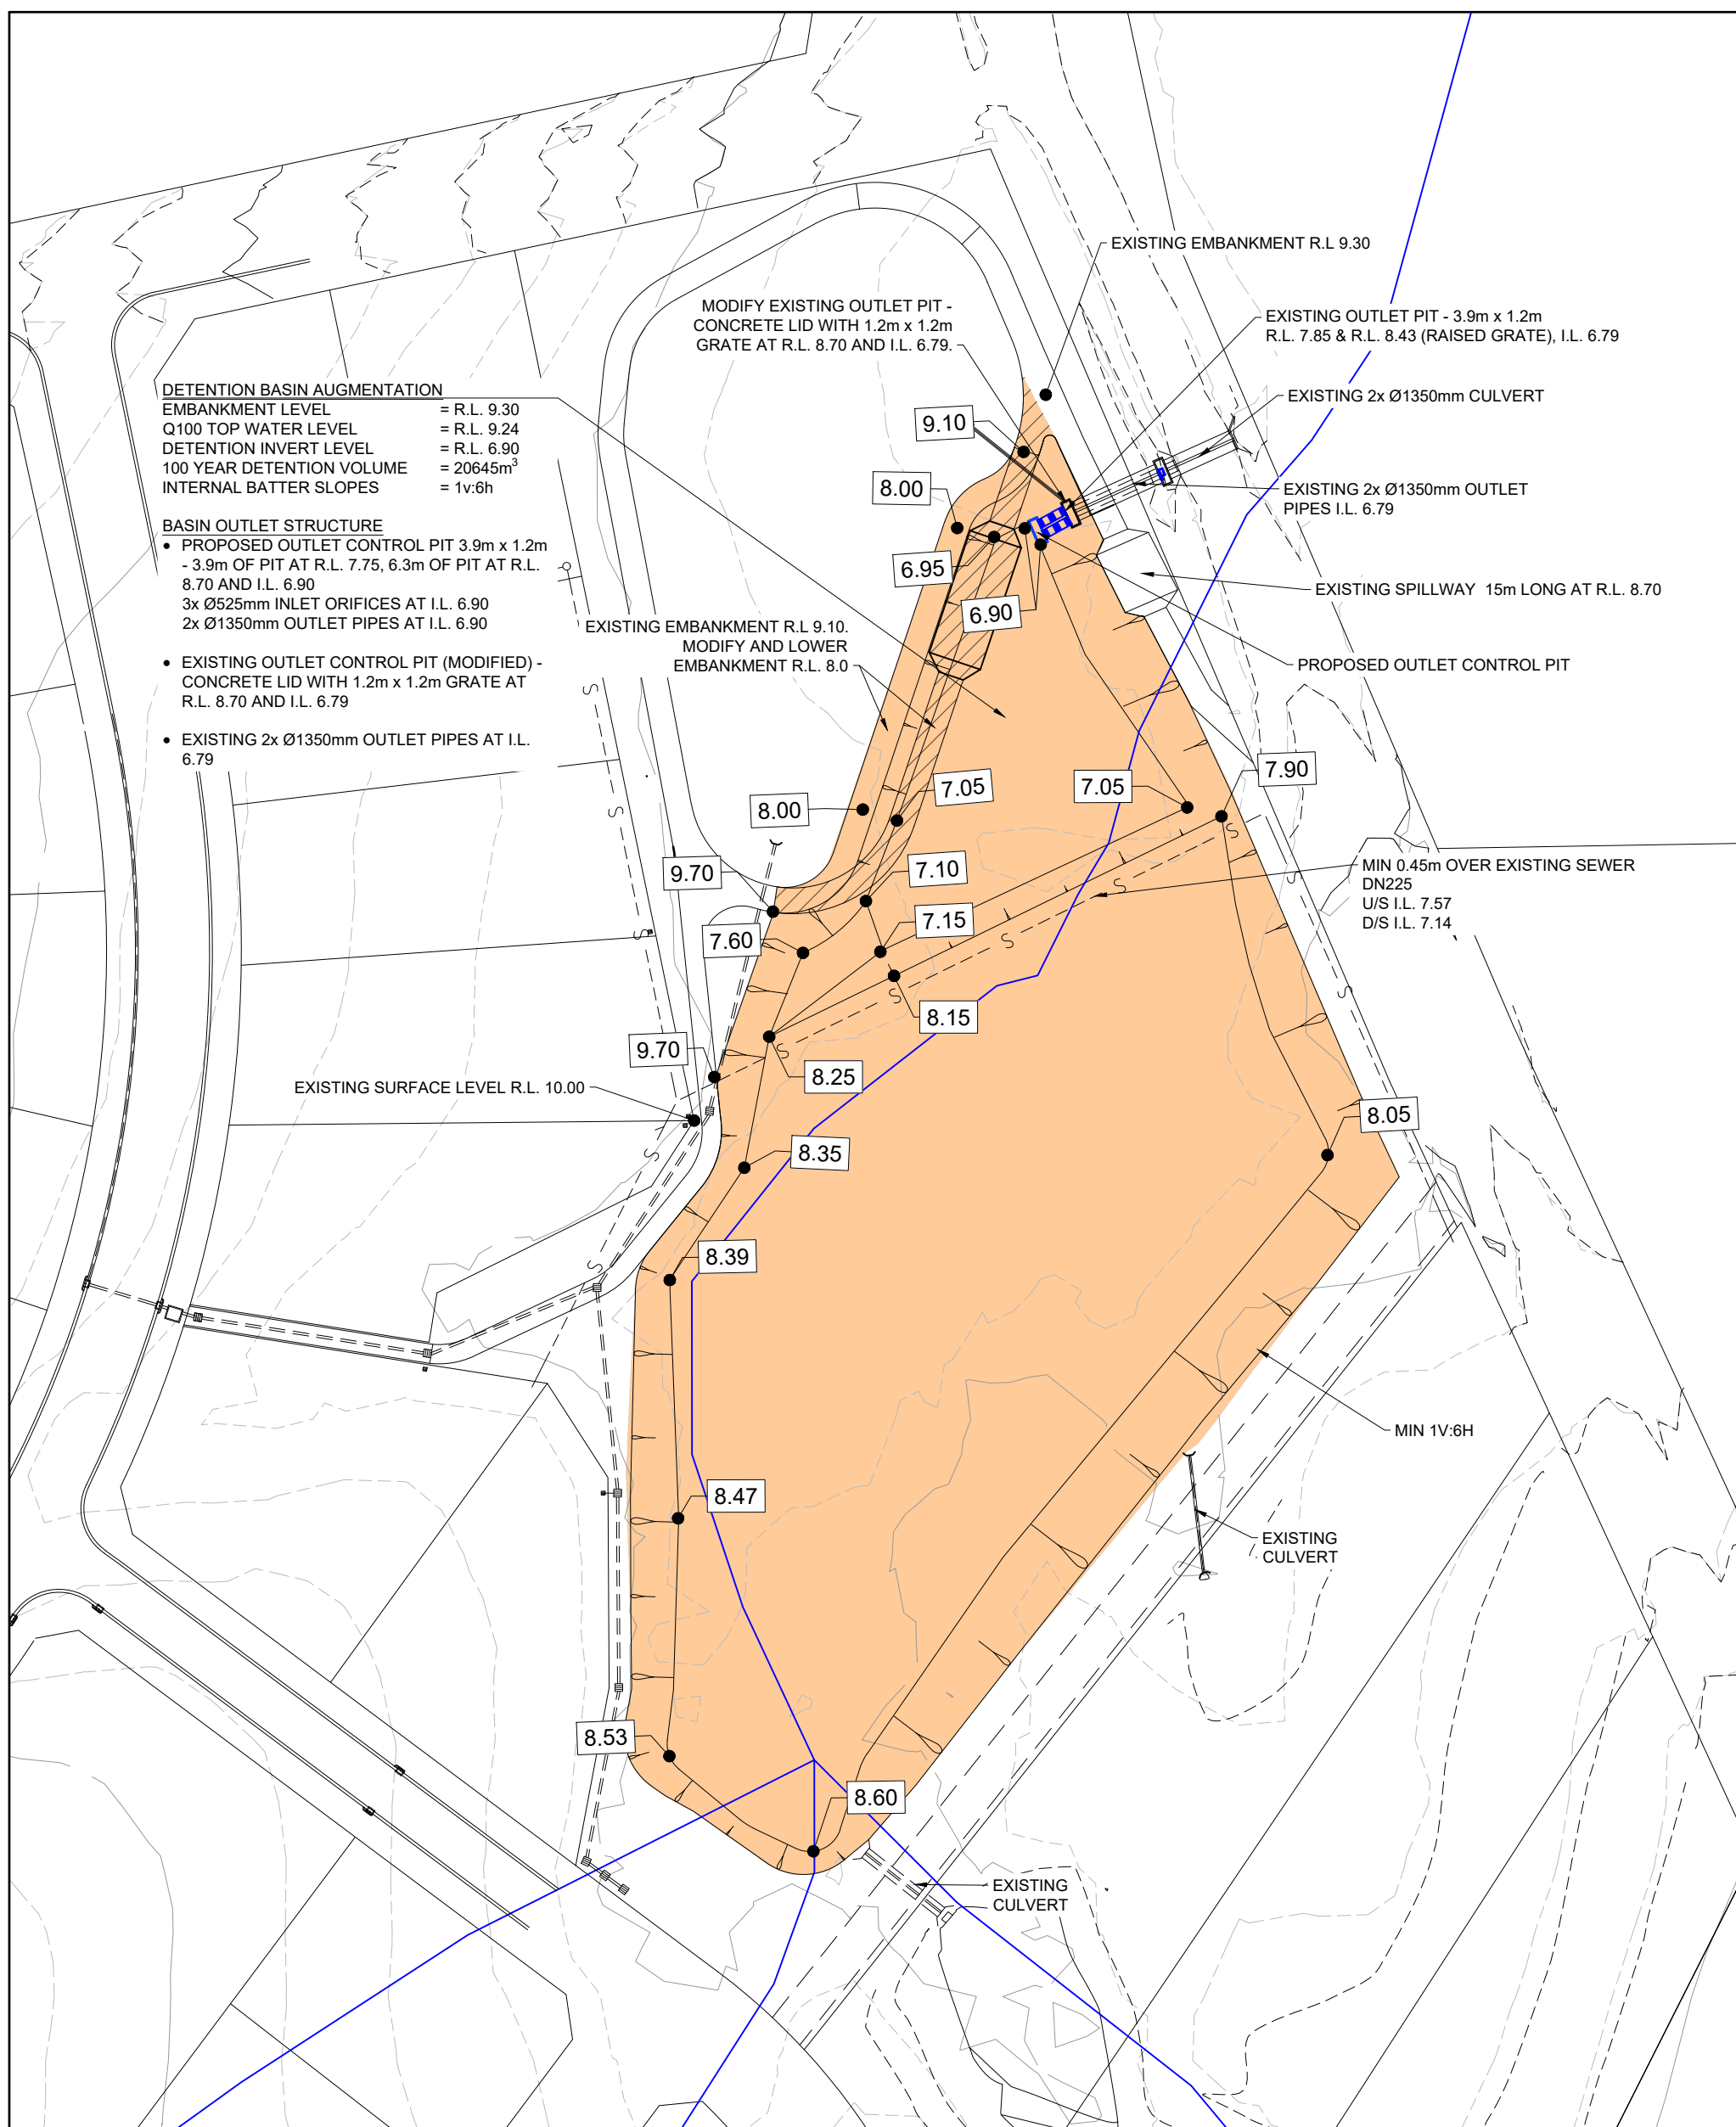 EXISTING EMBANKMENT R.L 9.30
MODIFY EXISTING OUTLET PIT -
CONCRETE LID WITH 1.2m x 1.2m
GRATE AT R.L. 8.70 AND I.L. 6.79.
EXISTING OUTLET PIT - 3.9m x 1.2m
R.L. 7.85 & R.L. 8.43 (RAISED GRATE), I.L. 6.79
EXISTING 2x Ø1350mm CULVERT
DETENTION BASIN AUGMENTATION
EMBANKMENT LEVEL = R.L. 9.30
Q100 TOP WATER LEVEL = R.L. 9.24
DETENTION INVERT LEVEL = R.L. 6.90
100 YEAR DETENTION VOLUME = 20645m³
INTERNAL BATTER SLOPES = 1v:6h
BASIN OUTLET STRUCTURE
• PROPOSED OUTLET CONTROL PIT 3.9m x 1.2m
- 3.9m OF PIT AT R.L. 7.75, 6.3m OF PIT AT R.L.
8.70 AND I.L. 6.90
3x Ø525mm INLET ORIFICES AT I.L. 6.90
2x Ø1350mm OUTLET PIPES AT I.L. 6.90
• EXISTING OUTLET CONTROL PIT (MODIFIED) -
CONCRETE LID WITH 1.2m x 1.2m GRATE AT
R.L. 8.70 AND I.L. 6.79
• EXISTING 2x Ø1350mm OUTLET PIPES AT I.L.
6.79
9.10
8.00
EXISTING 2x Ø1350mm OUTLET
PIPES I.L. 6.79
6.95
6.90
EXISTING SPILLWAY 15m LONG AT R.L. 8.70
EXISTING EMBANKMENT R.L 9.10.
MODIFY AND LOWER
EMBANKMENT R.L. 8.0
PROPOSED OUTLET CONTROL PIT
S
7.90
7.05
7.05
8.00
S
S
S
MIN 0.45m OVER EXISTING SEWER
DN225
U/S I.L. 7.57
D/S I.L. 7.14
9.70
7.10
S
S
7.15
7.60
S
S
S
S
8.15
9.70
S
8.25
EXISTING SURFACE LEVEL R.L. 10.00
8.05
8.35
S
8.39
S
MIN 1V:6H
8.47
EXISTING
CULVERT
8.53
8.60
EXISTING
CULVERT